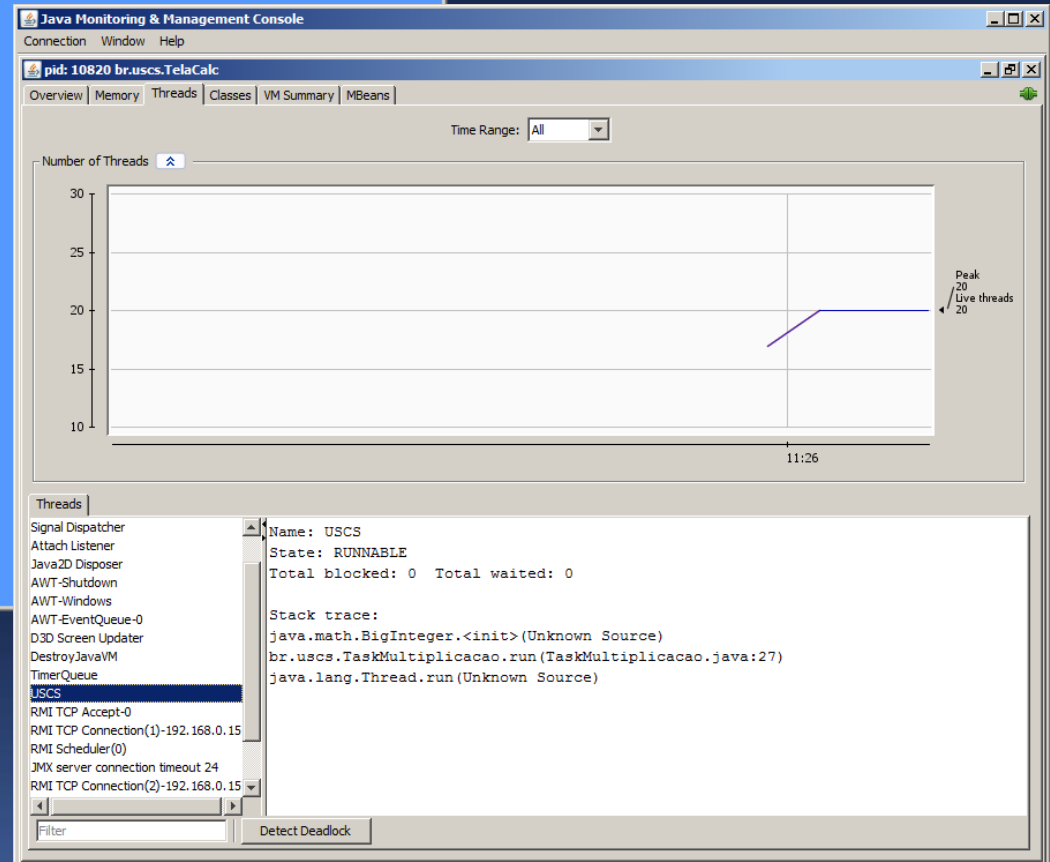 Java Monitoring & Management Console
Connection Window Help
pid: 10820 br.uscs.TelaCalc
Overview Memory Threads Classes VM Summary MBeans
Time Range: All
Number of Threads
30
25
20
15
10
Peak
20
Live threads
20
11:26
Threads
Signal Dispatcher
Attach Listener
Java2D Disposer
AWT-Shutdown
AWT-Windows
AWT-EventQueue-0
D3D Screen Updater
DestroyJavaVM
TimerQueue
USCS
RMI TCP Accept-0
RMI TCP Connection(1)-192.168.0.15
RMI Scheduler(0)
JMX server connection timeout 24
RMI TCP Connection(2)-192.168.0.15
Name: USCS
State: RUNNABLE
Total blocked: 0 Total waited: 0
Stack trace:
java.math.BigInteger.<init>(Unknown Source)
br.uscs.TaskMultiplicacao.run(TaskMultiplicacao.java:27)
java.lang.Thread.run(Unknown Source)
Filter
Detect Deadlock